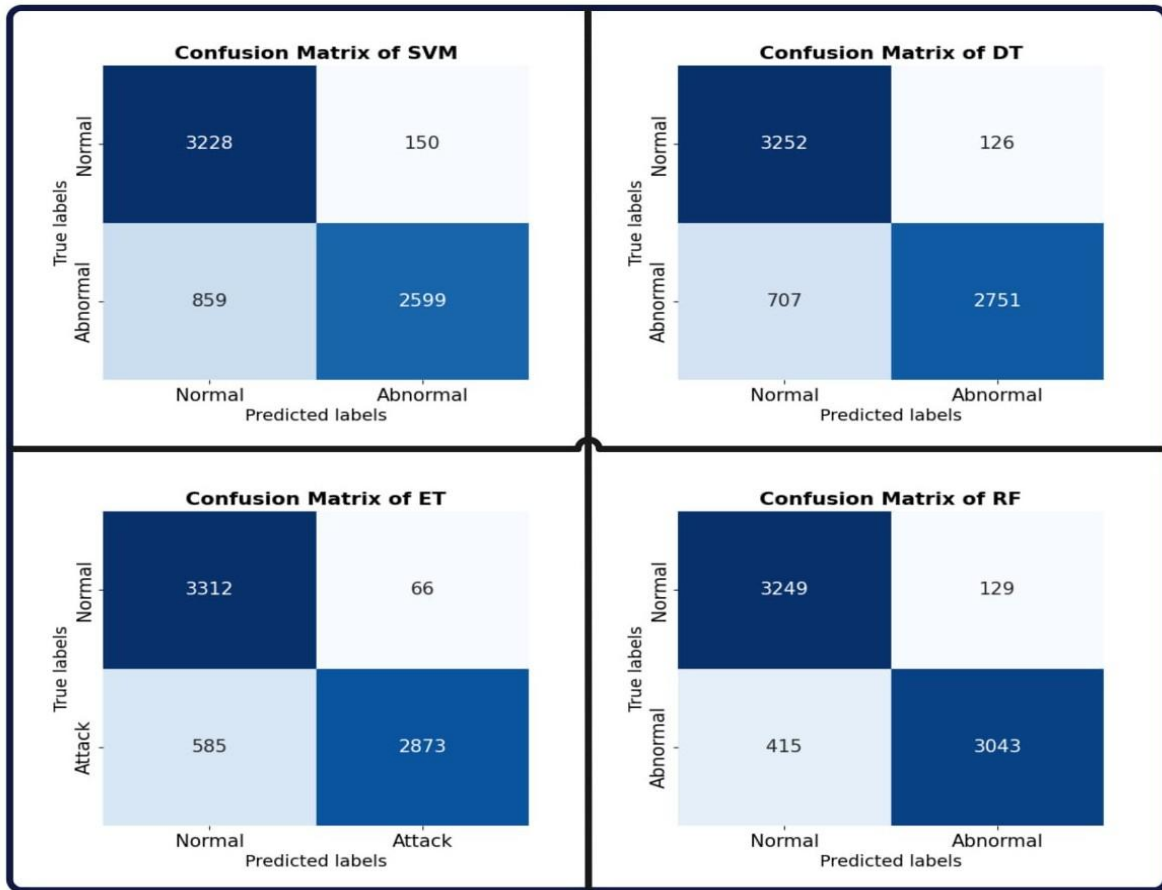 Confusion Matrix of SVM
True labels
Normal
3228 150
Abnormal
859 2599
Normal Abnormal
Predicted labels
Confusion Matrix of DT
True labels
Normal
3252 126
Abnormal
707 2751
Normal Abnormal
Predicted labels
Confusion Matrix of ET
True labels
Normal
3312 66
Attack
585 2873
Normal Attack
Predicted labels
Confusion Matrix of RF
True labels
Normal
3249 129
Abnormal
415 3043
Normal Abnormal
Predicted labels